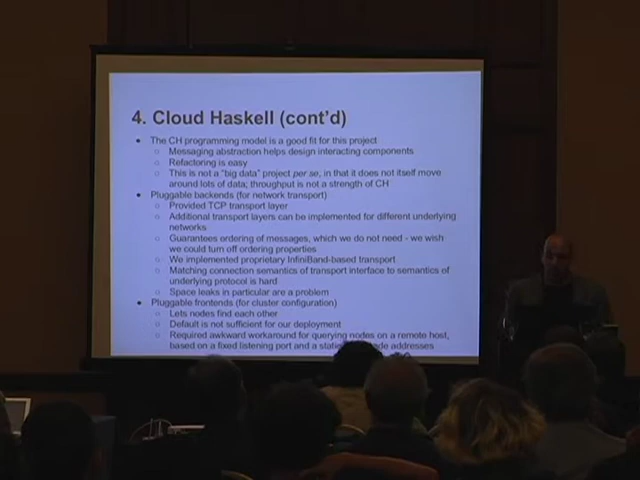 4. Cloud Haskell (cont'd)
● The CH programming model is a good fit for this project
○ Messaging abstraction helps design interacting components
○ Refactoring is easy
○ This is not a "big data" project per se, in that it does not itself move
around lots of data; throughput is not a strength of CH
● Pluggable backends (for network transport)
○ Provided TCP transport layer
○ Additional transport layers can be implemented for different underlying
networks
○ Guarantees ordering of messages, which we do not need - we wish
we could turn off ordering properties
○ We implemented proprietary InfiniBand-based transport
○ Matching connection semantics of transport interface to semantics of
underlying protocol is hard
○ Space leaks in particular are a problem
● Pluggable frontends (for cluster configuration)
○ Lets nodes find each other
○ Default is not sufficient for our deployment
○ Required awkward workaround for querying nodes on a remote host,
based on a fixed listening port and a addresses